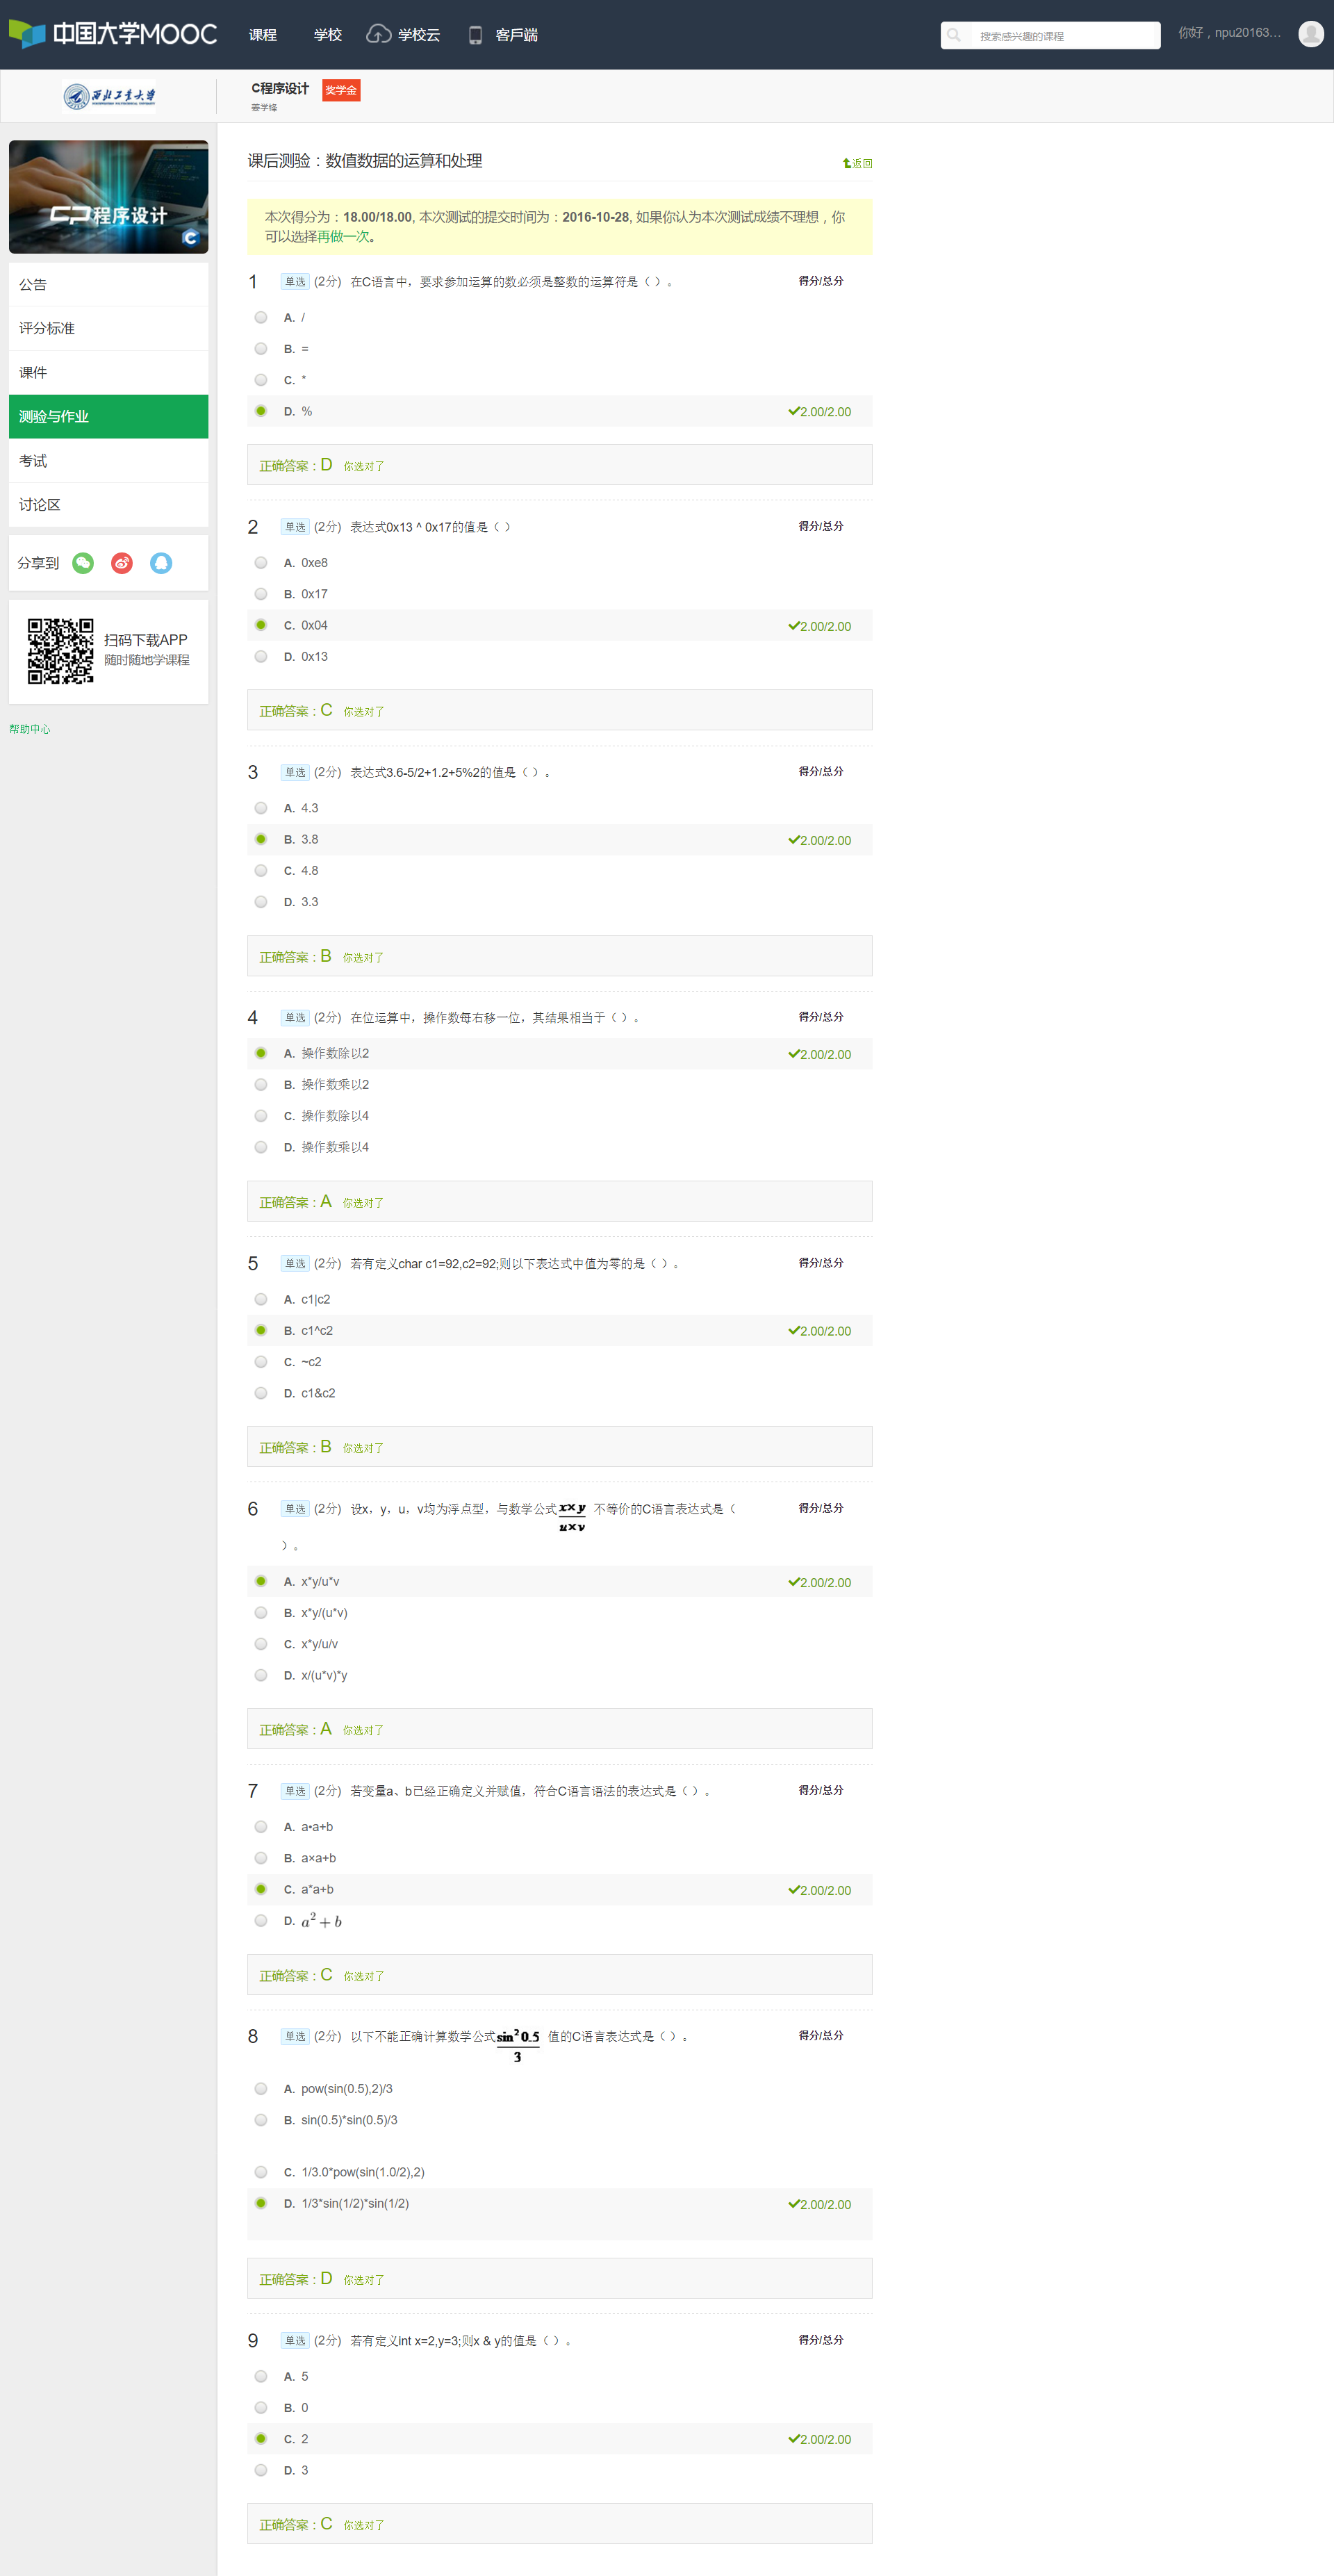 中国大学MOOC 课程 学校 学校云 客户端 搜索感兴趣的课程 你好，npu20163...
西北工业大学 C程序设计 奖学金
姜学锋
CP程序设计
C
公告
评分标准
课件
测验与作业
考试
讨论区
分享到
扫码下载APP
随时随地学课程
帮助中心
课后测验：数值数据的运算和处理 返回
本次得分为：18.00/18.00, 本次测试的提交时间为：2016-10-28, 如果你认为本次测试成绩不理想，你
可以选择再做一次。
1 单选 (2分) 在C语言中，要求参加运算的数必须是整数的运算符是（ ）。 得分/总分
A. /
B. =
C. *
D. % 2.00/2.00
正确答案：D 你选对了
2 单选 (2分) 表达式0x13 ^ 0x17的值是（ ） 得分/总分
A. 0xe8
B. 0x17
C. 0x04 2.00/2.00
D. 0x13
正确答案：C 你选对了
3 单选 (2分) 表达式3.6-5/2+1.2+5%2的值是（ ）。 得分/总分
A. 4.3
B. 3.8 2.00/2.00
C. 4.8
D. 3.3
正确答案：B 你选对了
4 单选 (2分) 在位运算中，操作数每右移一位，其结果相当于（ ）。 得分/总分
A. 操作数除以2 2.00/2.00
B. 操作数乘以2
C. 操作数除以4
D. 操作数乘以4
正确答案：A 你选对了
5 单选 (2分) 若有定义char c1=92,c2=92;则以下表达式中值为零的是（ ）。 得分/总分
A. c1|c2
B. c1^c2 2.00/2.00
C. ~c2
D. c1&c2
正确答案：B 你选对了
6 单选 (2分) 设x，y，u，v均为浮点型，与数学公式 x×y / u×v 不等价的C语言表达式是（ 得分/总分
）。
A. x*y/u*v 2.00/2.00
B. x*y/(u*v)
C. x*y/u/v
D. x/(u*v)*y
正确答案：A 你选对了
7 单选 (2分) 若变量a、b已经正确定义并赋值，符合C语言语法的表达式是（ ）。 得分/总分
A. a•a+b
B. a×a+b
C. a*a+b 2.00/2.00
D. a² + b
正确答案：C 你选对了
8 单选 (2分) 以下不能正确计算数学公式 sin² 0.5 / 3 值的C语言表达式是（ ）。 得分/总分
A. pow(sin(0.5),2)/3
B. sin(0.5)*sin(0.5)/3
C. 1/3.0*pow(sin(1.0/2),2)
D. 1/3*sin(1/2)*sin(1/2) 2.00/2.00
正确答案：D 你选对了
9 单选 (2分) 若有定义int x=2,y=3;则x & y的值是（ ）。 得分/总分
A. 5
B. 0
C. 2 2.00/2.00
D. 3
正确答案：C 你选对了